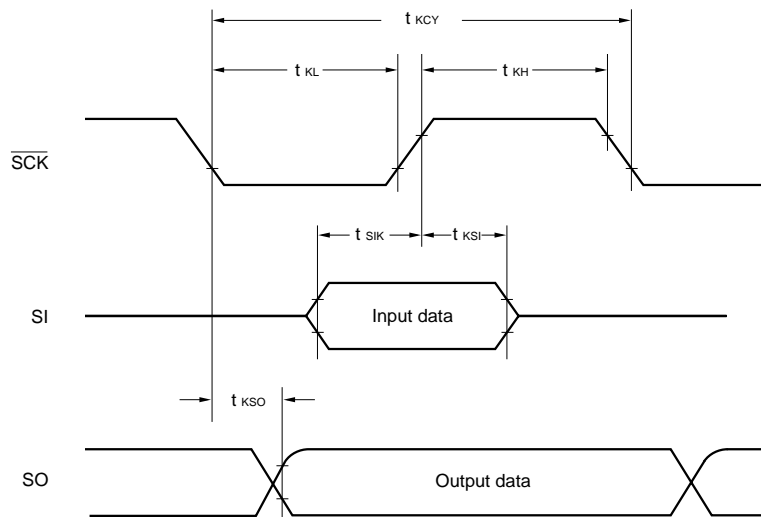 t KCY
t KL
t KH
SCK
t SIK
t KSI
SI
Input data
t KSO
SO
Output data